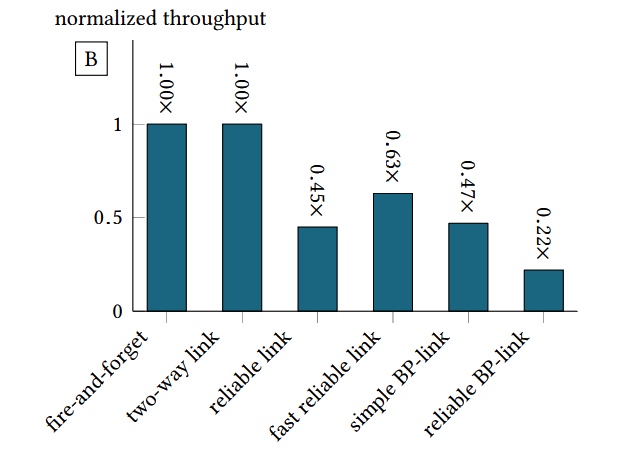 normalized throughput
B
1.00×
1.00×
0.45×
0.63×
0.47×
0.22×
1
0.5
0
fire-and-forget
two-way link
reliable link
fast reliable link
simple BP-link
reliable BP-link